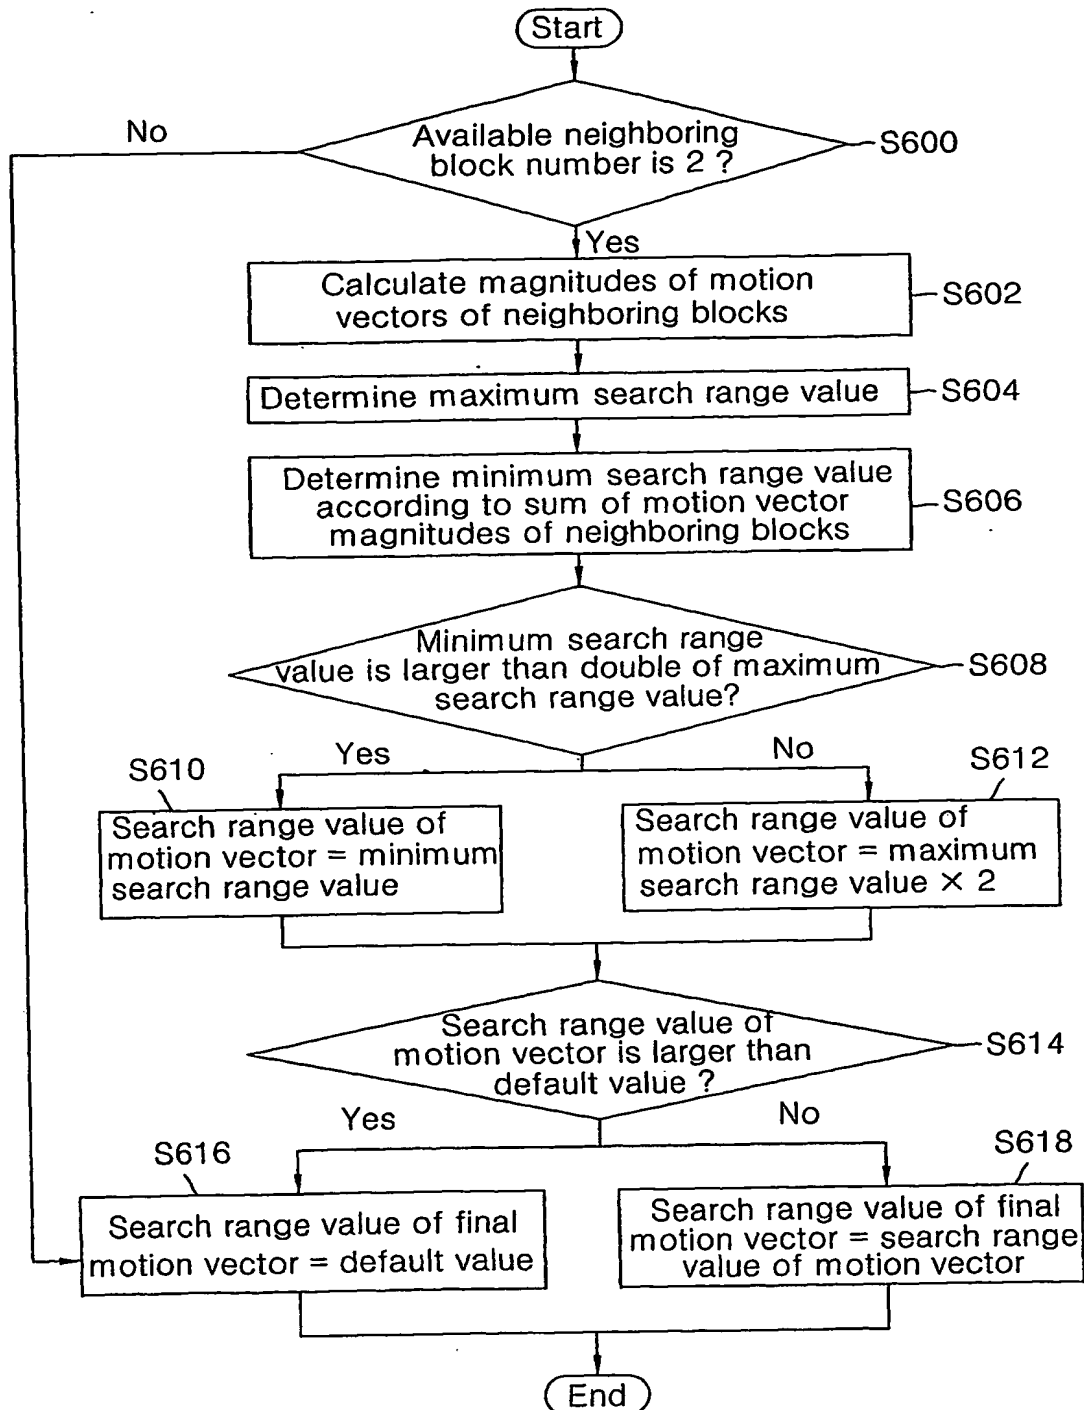 Start
No
Available neighboring
block number is 2 ?
S600
Yes
Calculate magnitudes of motion
vectors of neighboring blocks
S602
Determine maximum search range value
S604
Determine minimum search range value
according to sum of motion vector
magnitudes of neighboring blocks
S606
Minimum search range
value is larger than double of maximum
search range value?
S608
Yes
No
S610
S612
Search range value of
motion vector = minimum
search range value
Search range value of
motion vector = maximum
search range value × 2
Search range value of
motion vector is larger than
default value ?
S614
Yes
No
S616
S618
Search range value of final
motion vector = default value
Search range value of final
motion vector = search range
value of motion vector
End